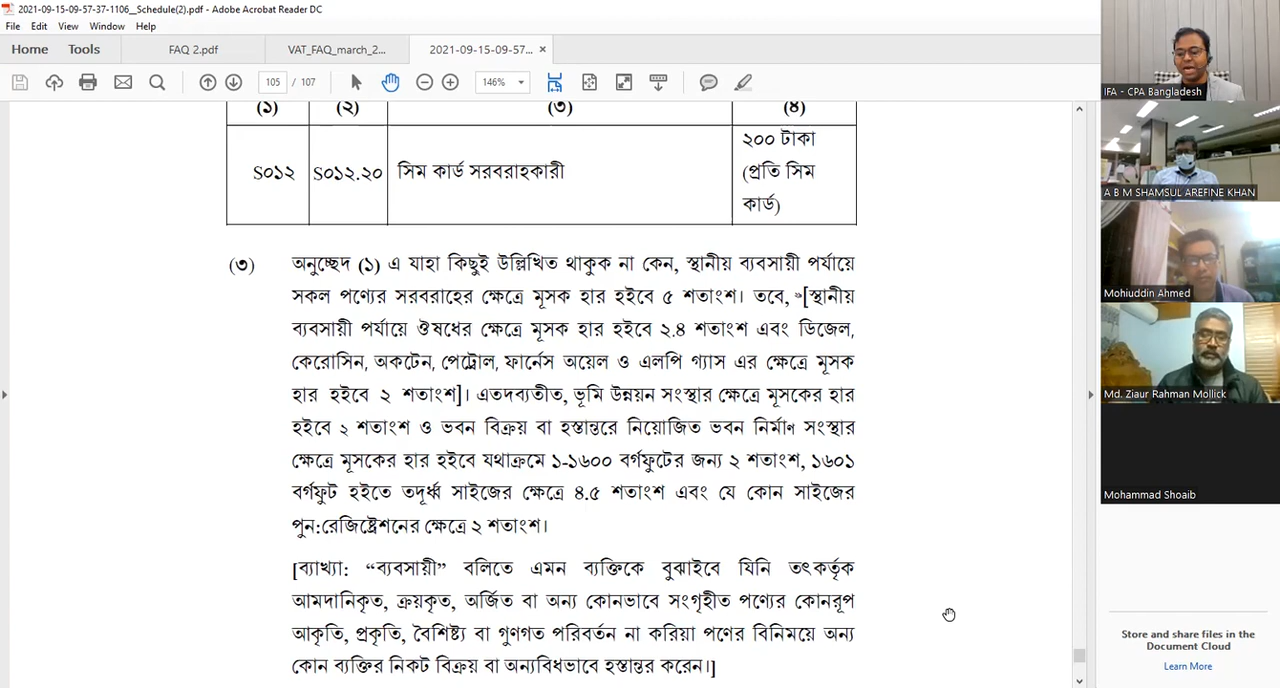 2021-09-15-09-57-37-1106__Schedule(2).pdf - Adobe Acrobat Reader DC
File Edit View Window Help
Home Tools FAQ 2.pdf VAT_FAQ_march_2... 2021-09-15-09-57...
105 / 107 146%
(১) (২) (৩) (৪)
S০১২ S০১২.২০ সিম কার্ড সরবরাহকারী ২০০ টাকা
(প্রতি সিম
কার্ড)
(৩) অনুচ্ছেদ (১) এ যাহা কিছুই উল্লিখিত থাকুক না কেন, স্থানীয় ব্যবসায়ী পর্যায়ে
সকল পণ্যের সরবরাহের ক্ষেত্রে মূসক হার হইবে ৫ শতাংশ। তবে, [স্থানীয়
ব্যবসায়ী পর্যায়ে ঔষধের ক্ষেত্রে মূসক হার হইবে ২.৪ শতাংশ এবং ডিজেল,
কেরোসিন, অকটেন, পেট্রোল, ফার্নেস অয়েল ও এলপি গ্যাস এর ক্ষেত্রে মূসক
হার হইবে ২ শতাংশ]। এতদব্যতীত, ভূমি উন্নয়ন সংস্থার ক্ষেত্রে মূসকের হার
হইবে ২ শতাংশ ও ভবন বিক্রয় বা হস্তান্তরে নিয়োজিত ভবন নির্মাণ সংস্থার
ক্ষেত্রে মূসকের হার হইবে যথাক্রমে ১-১৬০০ বর্গফুটের জন্য ২ শতাংশ, ১৬০১
বর্গফুট হইতে তদূর্ধ্ব সাইজের ক্ষেত্রে ৪.৫ শতাংশ এবং যে কোন সাইজের
পুন:রেজিষ্ট্রেশনের ক্ষেত্রে ২ শতাংশ।
[ব্যাখ্যা: “ব্যবসায়ী” বলিতে এমন ব্যক্তিকে বুঝাইবে যিনি তৎকর্তৃক
আমদানিকৃত, ক্রয়কৃত, অর্জিত বা অন্য কোনভাবে সংগৃহীত পণ্যের কোনরূপ
আকৃতি, প্রকৃতি, বৈশিষ্ট্য বা গুণগত পরিবর্তন না করিয়া পণের বিনিময়ে অন্য
কোন ব্যক্তির নিকট বিক্রয় বা অন্যবিধভাবে হস্তান্তর করেন।]
IFA - CPA Bangladesh
A B M SHAMSUL AREFINE KHAN
Mohiuddin Ahmed
Md. Ziaur Rahman Mollick
Mohammad Shoaib
Store and share files in the
Document Cloud
Learn More